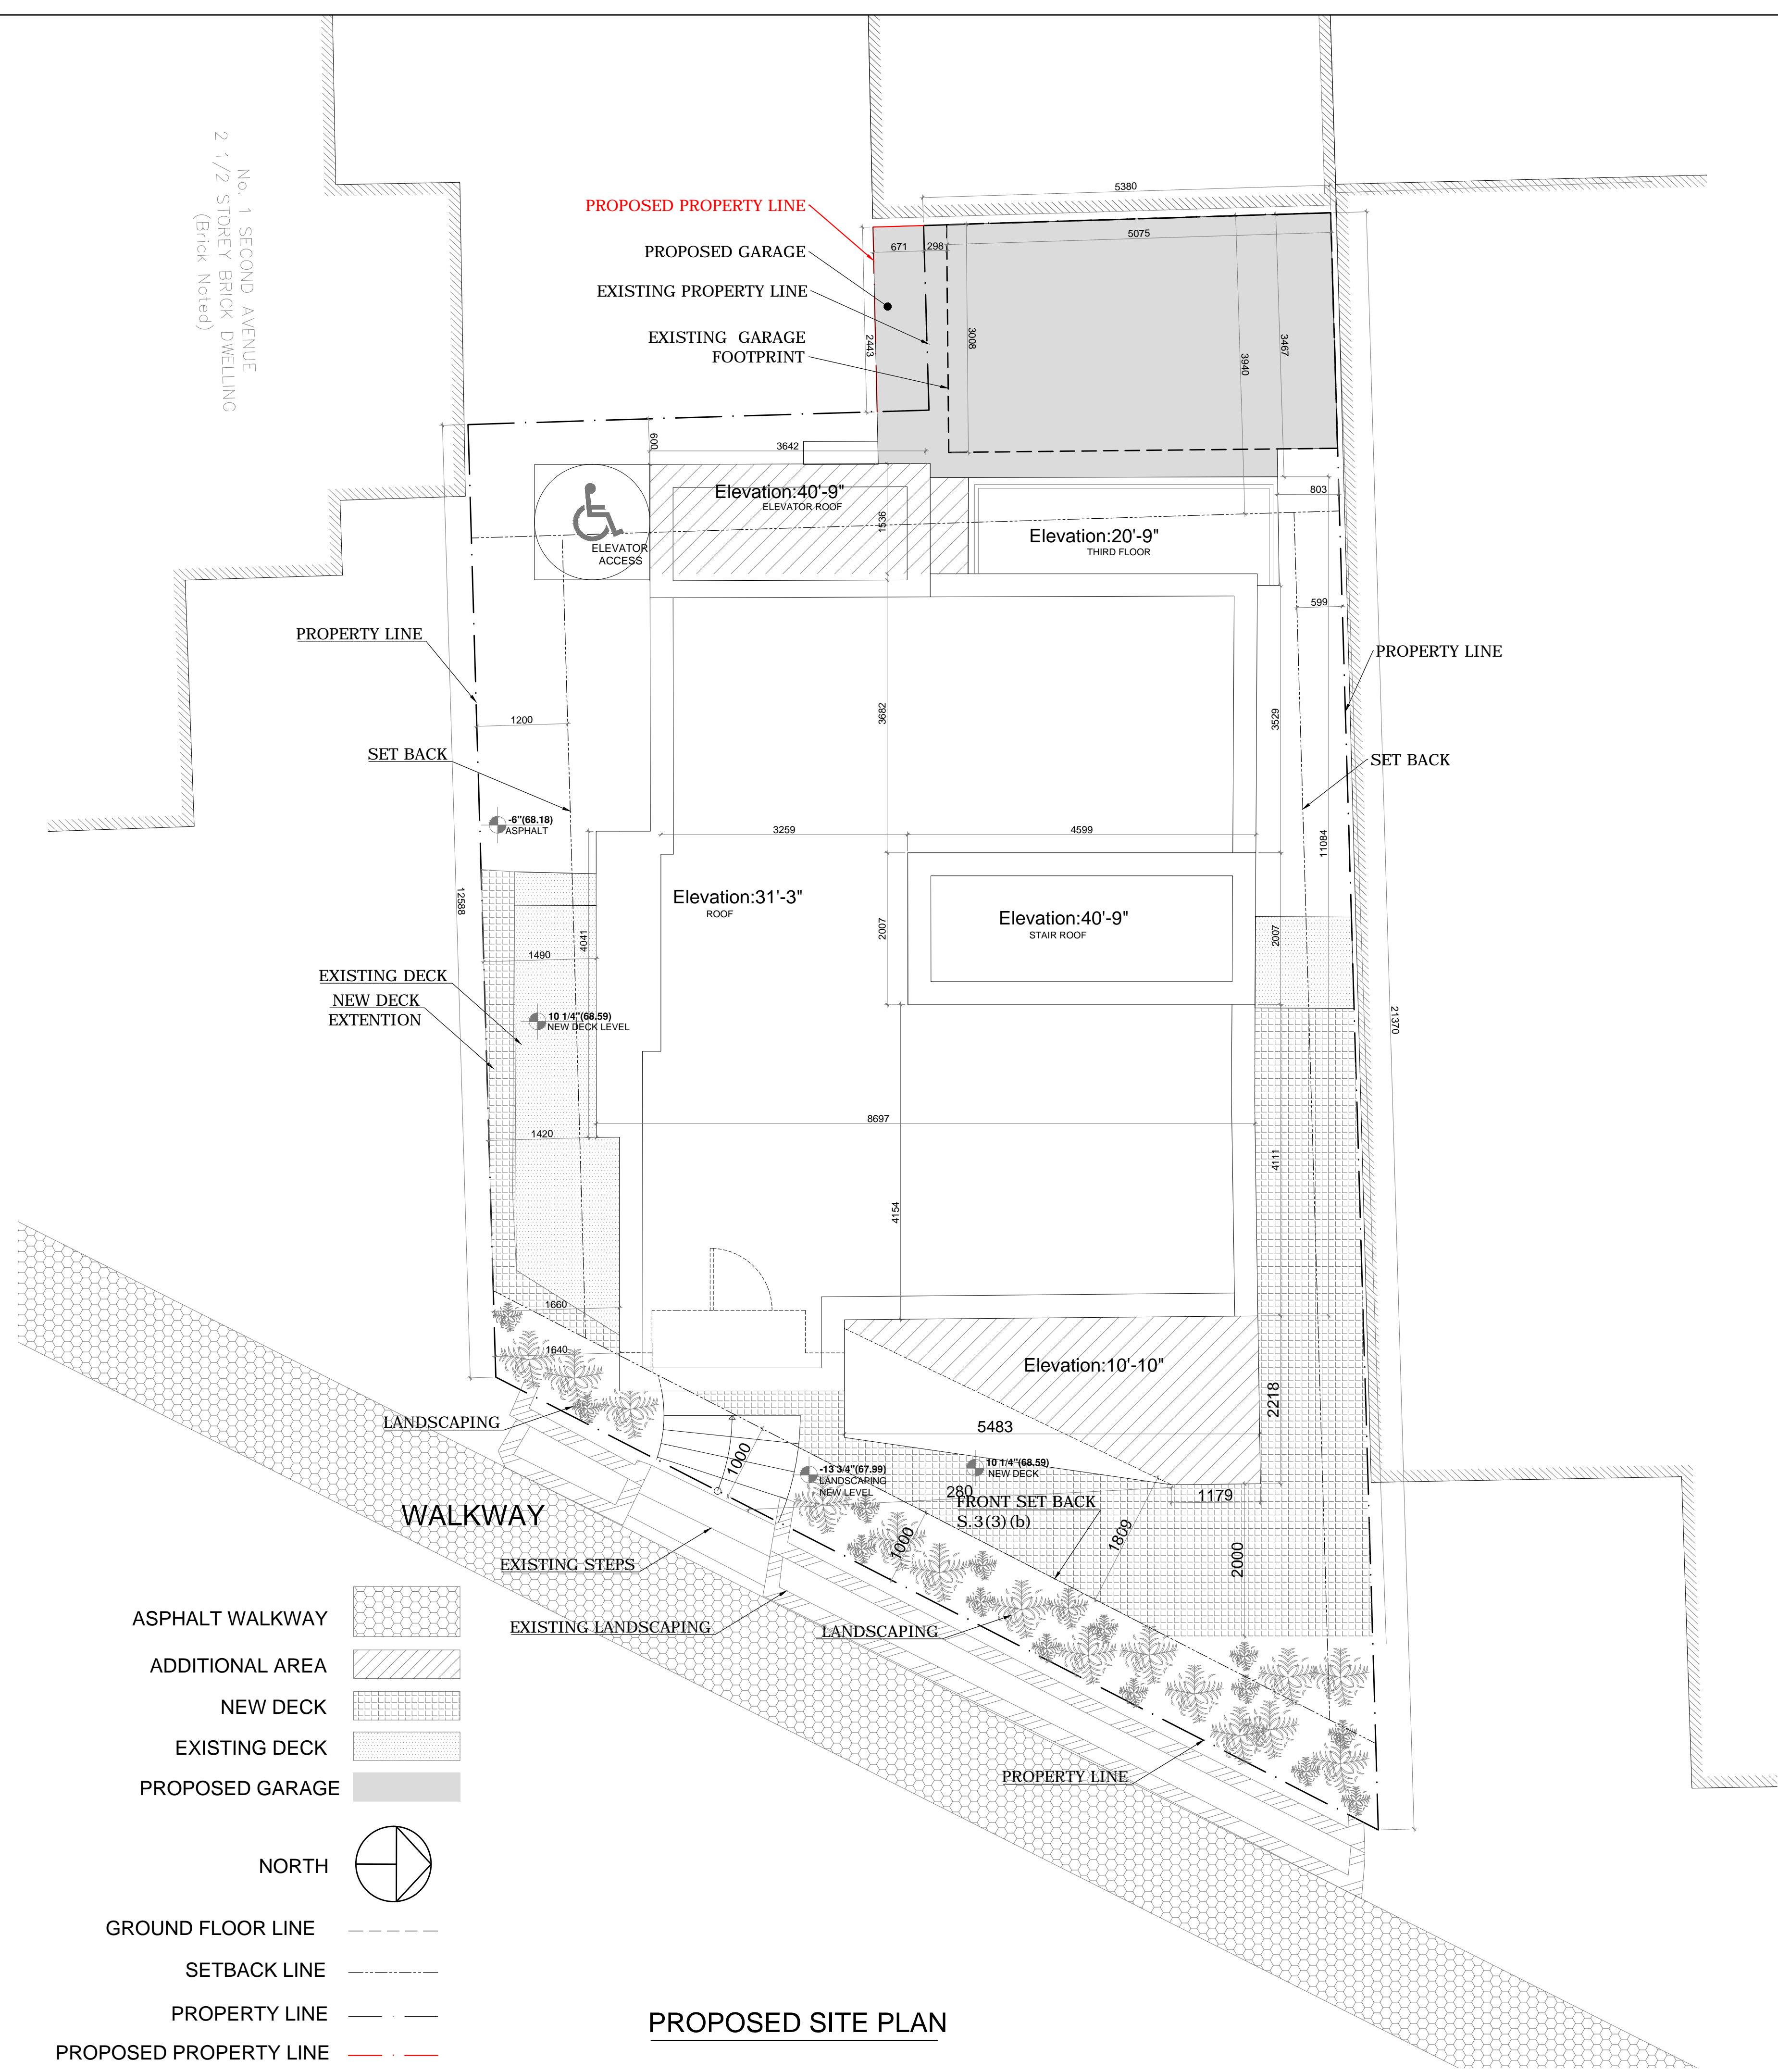 No. 1 SECOND AVENUE
2 1/2 STOREY BRICK DWELLING
(Brick Noted)
5380
PROPOSED PROPERTY LINE
5075
671
298
PROPOSED GARAGE
EXISTING PROPERTY LINE
EXISTING GARAGE
FOOTPRINT
2443
3008
3940
3467
600
3642
Elevation:40'-9"
ELEVATOR ROOF
1536
803
Elevation:20'-9"
THIRD FLOOR
ELEVATOR
ACCESS
599
PROPERTY LINE
PROPERTY LINE
1200
3682
3529
SET BACK
SET BACK
-6"(68.18)
ASPHALT
3259
4599
11084
12588
Elevation:31'-3"
ROOF
Elevation:40'-9"
STAIR ROOF
2007
2007
4041
1490
EXISTING DECK
NEW DECK
EXTENTION
10 1/4"(68.59)
NEW DECK LEVEL
21370
8697
1420
4111
4154
1660
1640
Elevation:10'-10"
2218
LANDSCAPING
5483
1000
-13 3/4"(67.99)
LANDSCAPING
NEW LEVEL
10 1/4"(68.59)
NEW DECK
280
1179
FRONT SET BACK
S.3(3)(b)
WALKWAY
1000
1809
2000
EXISTING STEPS
EXISTING LANDSCAPING
LANDSCAPING
PROPERTY LINE
ASPHALT WALKWAY
ADDITIONAL AREA
NEW DECK
EXISTING DECK
PROPOSED GARAGE
NORTH
GROUND FLOOR LINE
SETBACK LINE
PROPERTY LINE
PROPOSED PROPERTY LINE
PROPOSED SITE PLAN